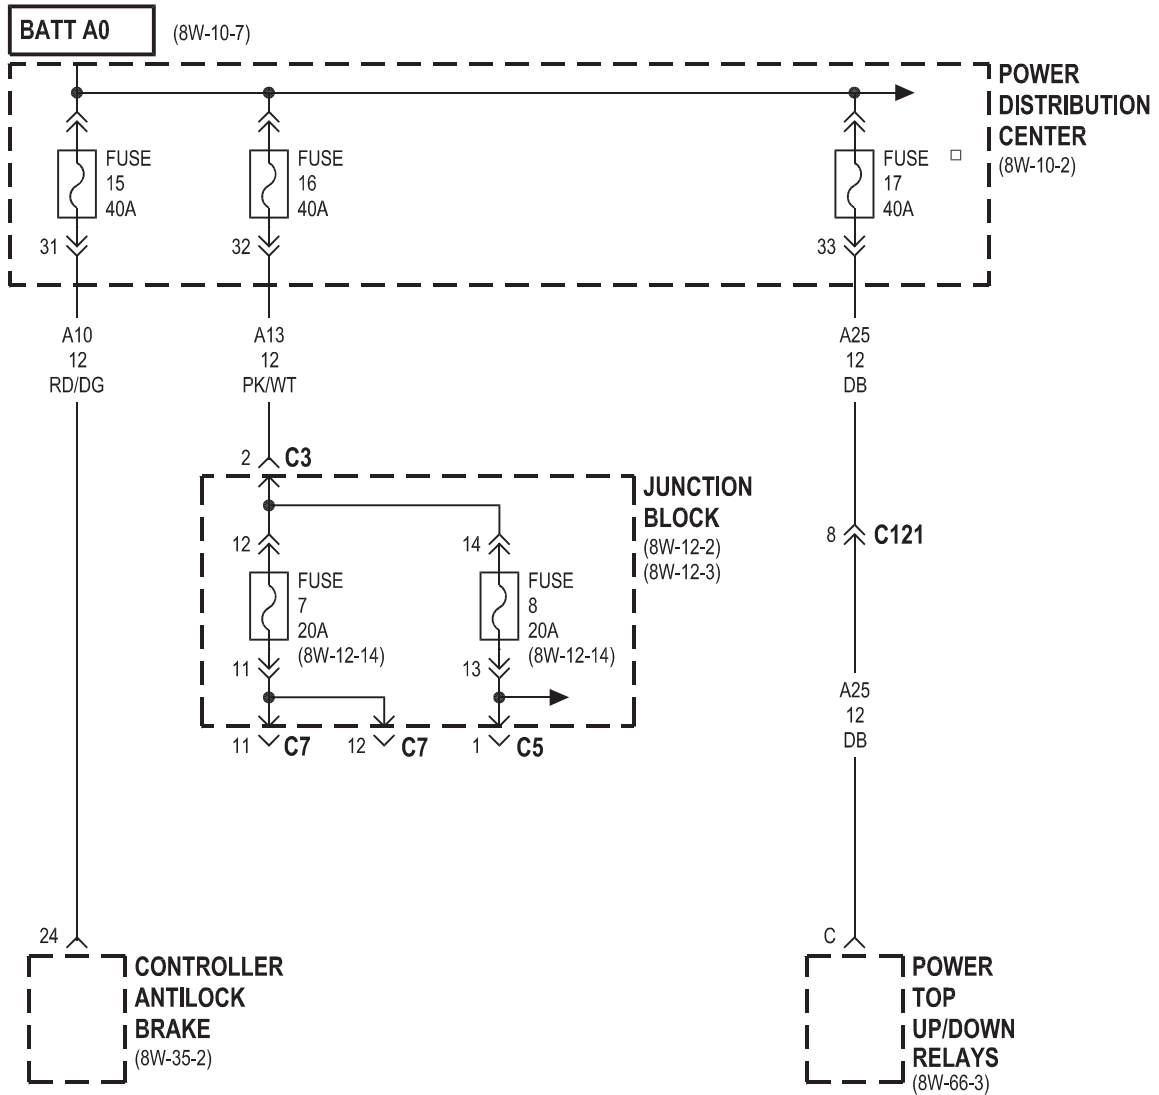 BATT A0
(8W-10-7)
POWER
DISTRIBUTION
CENTER
(8W-10-2)
FUSE
15
40A
FUSE
16
40A
FUSE
17
40A
31
32
33
A10
12
RD/DG
A13
12
PK/WT
A25
12
DB
2
C3
JUNCTION
BLOCK
(8W-12-2)
(8W-12-3)
8
C121
12
14
FUSE
7
20A
(8W-12-14)
FUSE
8
20A
(8W-12-14)
11
13
11
C7
12
C7
1
C5
A25
12
DB
24
C
CONTROLLER
ANTILOCK
BRAKE
(8W-35-2)
POWER
TOP
UP/DOWN
RELAYS
(8W-66-3)